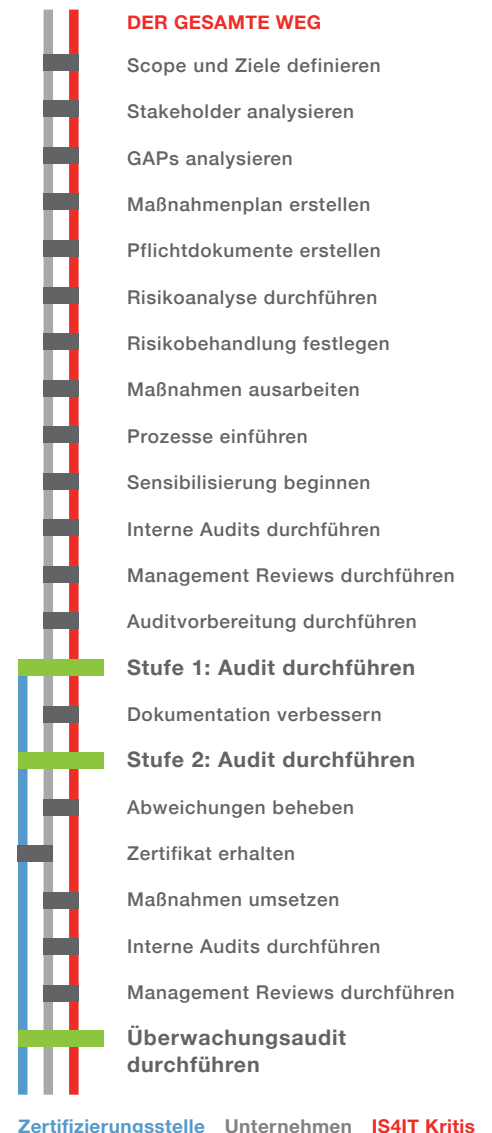 DER GESAMTE WEG
Scope und Ziele definieren
Stakeholder analysieren
GAPs analysieren
Maßnahmenplan erstellen
Pflichtdokumente erstellen
Risikoanalyse durchführen
Risikobehandlung festlegen
Maßnahmen ausarbeiten
Prozesse einführen
Sensibilisierung beginnen
Interne Audits durchführen
Management Reviews durchführen
Auditvorbereitung durchführen
Stufe 1: Audit durchführen
Dokumentation verbessern
Stufe 2: Audit durchführen
Abweichungen beheben
Zertifikat erhalten
Maßnahmen umsetzen
Interne Audits durchführen
Management Reviews durchführen
Überwachungsaudit
durchführen
Zertifizierungsstelle Unternehmen IS4IT Kritis